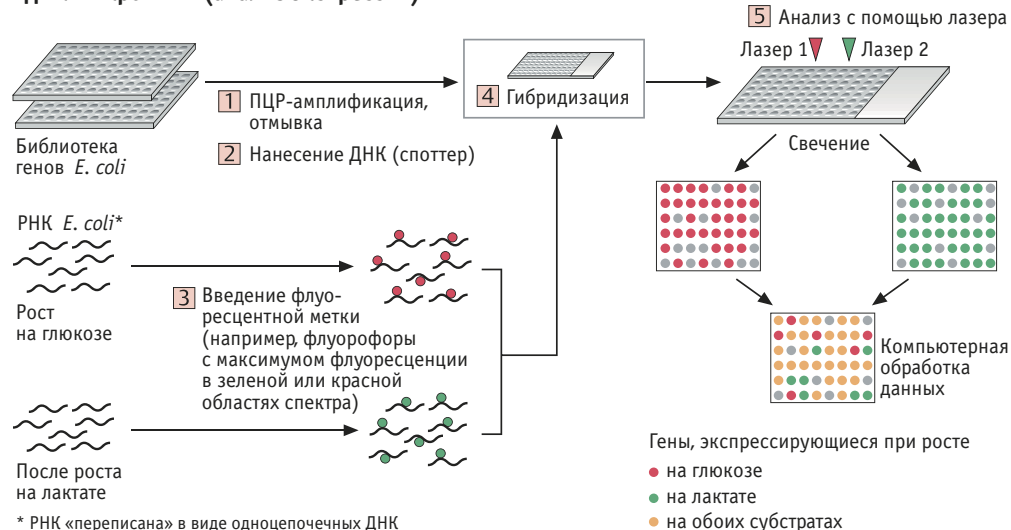 (анализ экспрессии)
5 Анализ с помощью лазера
Лазер 1
Лазер 2
1 ПЦР-амплификация,
отмывка
2 Нанесение ДНК (споттер)
4 Гибридизация
Библиотека
генов E. coli
Свечение
РНК E. coli*
Рост
на глюкозе
3 Введение флуо-
ресцентной метки
(например, флуорофоры
с максимумом флуоресценции
в зеленой или красной
областях спектра)
Компьютерная
обработка
данных
После роста
на лактате
* РНК «переписана» в виде одноцепочечных ДНК
Гены, экспрессирующиеся при росте
на глюкозе
на лактате
на обоих субстратах